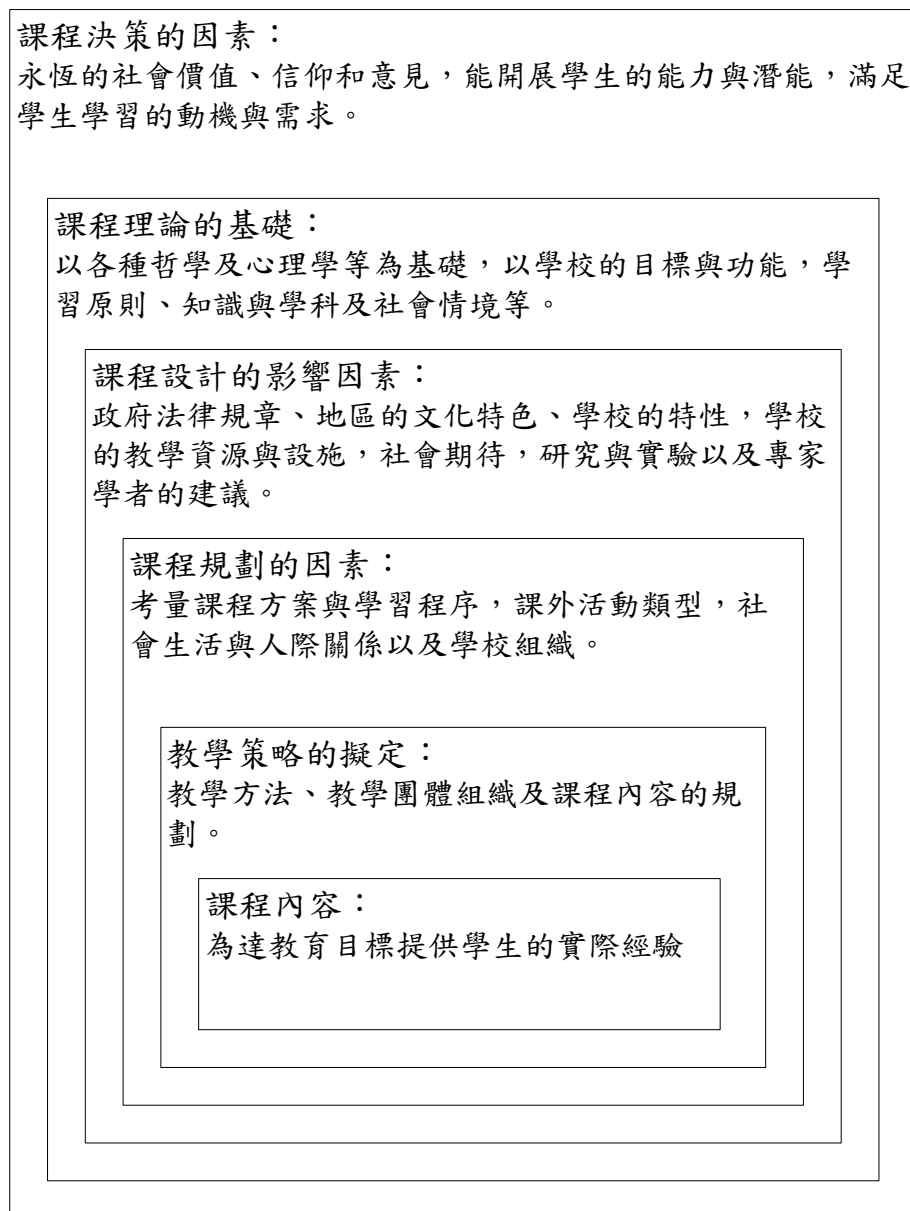 課程決策的因素：
永恆的社會價值、信仰和意見，能開展學生的能力與潛能，滿足
學生學習的動機與需求。
課程理論的基礎：
以各種哲學及心理學等為基礎，以學校的目標與功能，學
習原則、知識與學科及社會情境等。
課程設計的影響因素：
政府法律規章、地區的文化特色、學校的特性，學校
的教學資源與設施，社會期待，研究與實驗以及專家
學者的建議。
課程規劃的因素：
考量課程方案與學習程序，課外活動類型，社
會生活與人際關係以及學校組織。
教學策略的擬定：
教學方法、教學團體組織及課程內容的規
劃。
課程內容：
為達教育目標提供學生的實際經驗